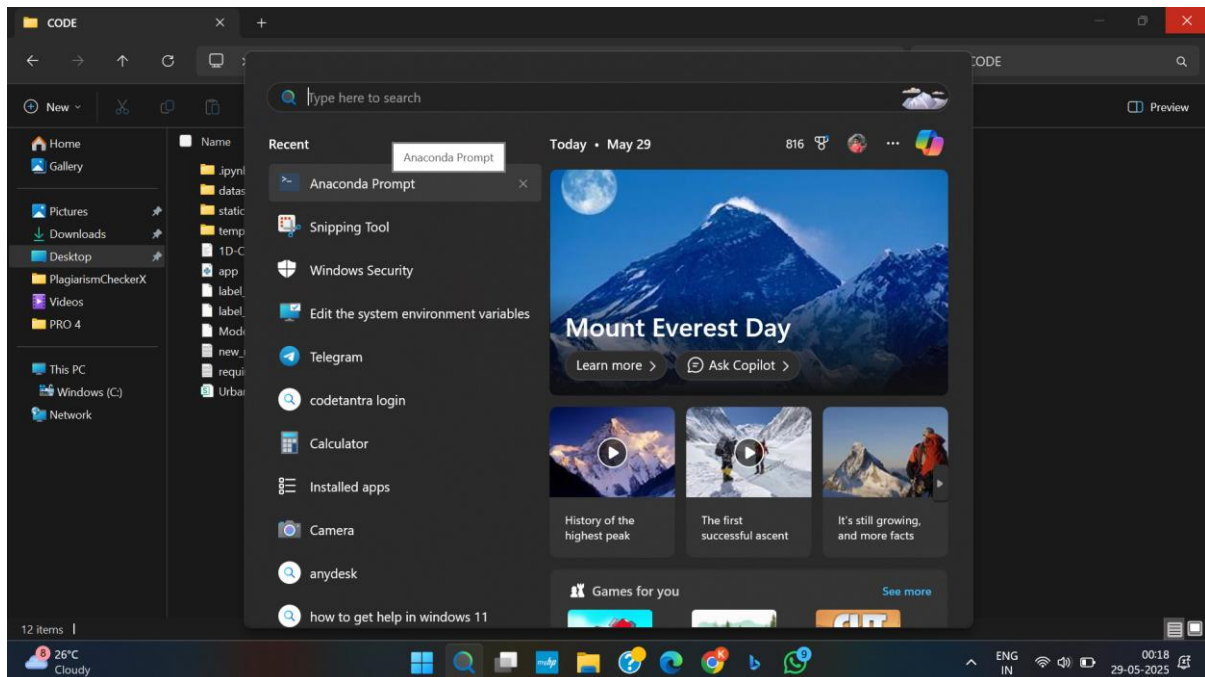 CODE
CODE
New
Preview
Home
Gallery
Pictures
Downloads
Desktop
PlagiarismCheckerX
Videos
PRO 4
This PC
Windows (C:)
Network
Name
.ipynl
datas
static
temp
1D-C
app
label_
label_
Mode
new_
requi
Urba
12 items
Type here to search
Recent
Anaconda Prompt
Anaconda Prompt
Snipping Tool
Windows Security
Edit the system environment variables
Telegram
codetantra login
Calculator
Installed apps
Camera
anydesk
how to get help in windows 11
Today • May 29
816
Mount Everest Day
Learn more >
Ask Copilot >
History of the
highest peak
The first
successful ascent
It's still growing,
and more facts
Games for you
See more
8
26°C
Cloudy
9
ENG
IN
00:18
29-05-2025